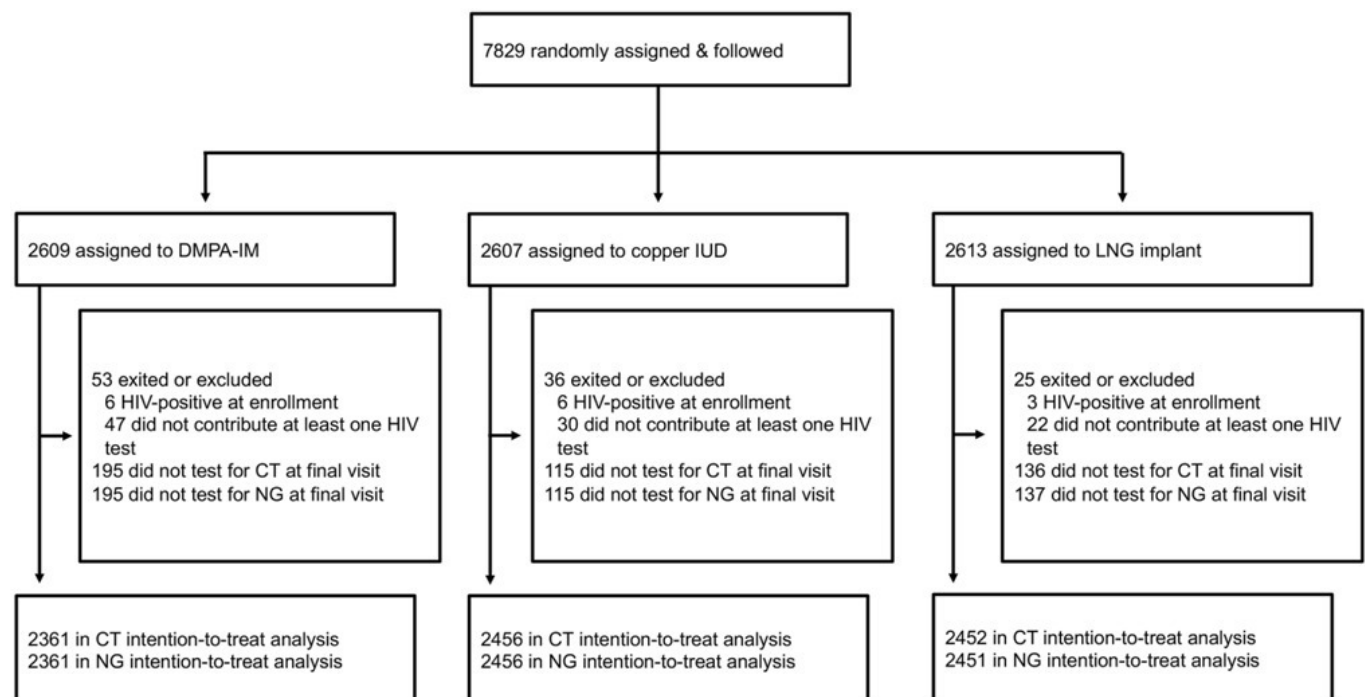 7829 randomly assigned & followed
2609 assigned to DMPA-IM
2607 assigned to copper IUD
2613 assigned to LNG implant
53 exited or excluded
6 HIV-positive at enrollment
47 did not contribute at least one HIV
test
195 did not test for CT at final visit
195 did not test for NG at final visit
36 exited or excluded
6 HIV-positive at enrollment
30 did not contribute at least one HIV
test
115 did not test for CT at final visit
115 did not test for NG at final visit
25 exited or excluded
3 HIV-positive at enrollment
22 did not contribute at least one HIV
test
136 did not test for CT at final visit
137 did not test for NG at final visit
2361 in CT intention-to-treat analysis
2361 in NG intention-to-treat analysis
2456 in CT intention-to-treat analysis
2456 in NG intention-to-treat analysis
2452 in CT intention-to-treat analysis
2451 in NG intention-to-treat analysis